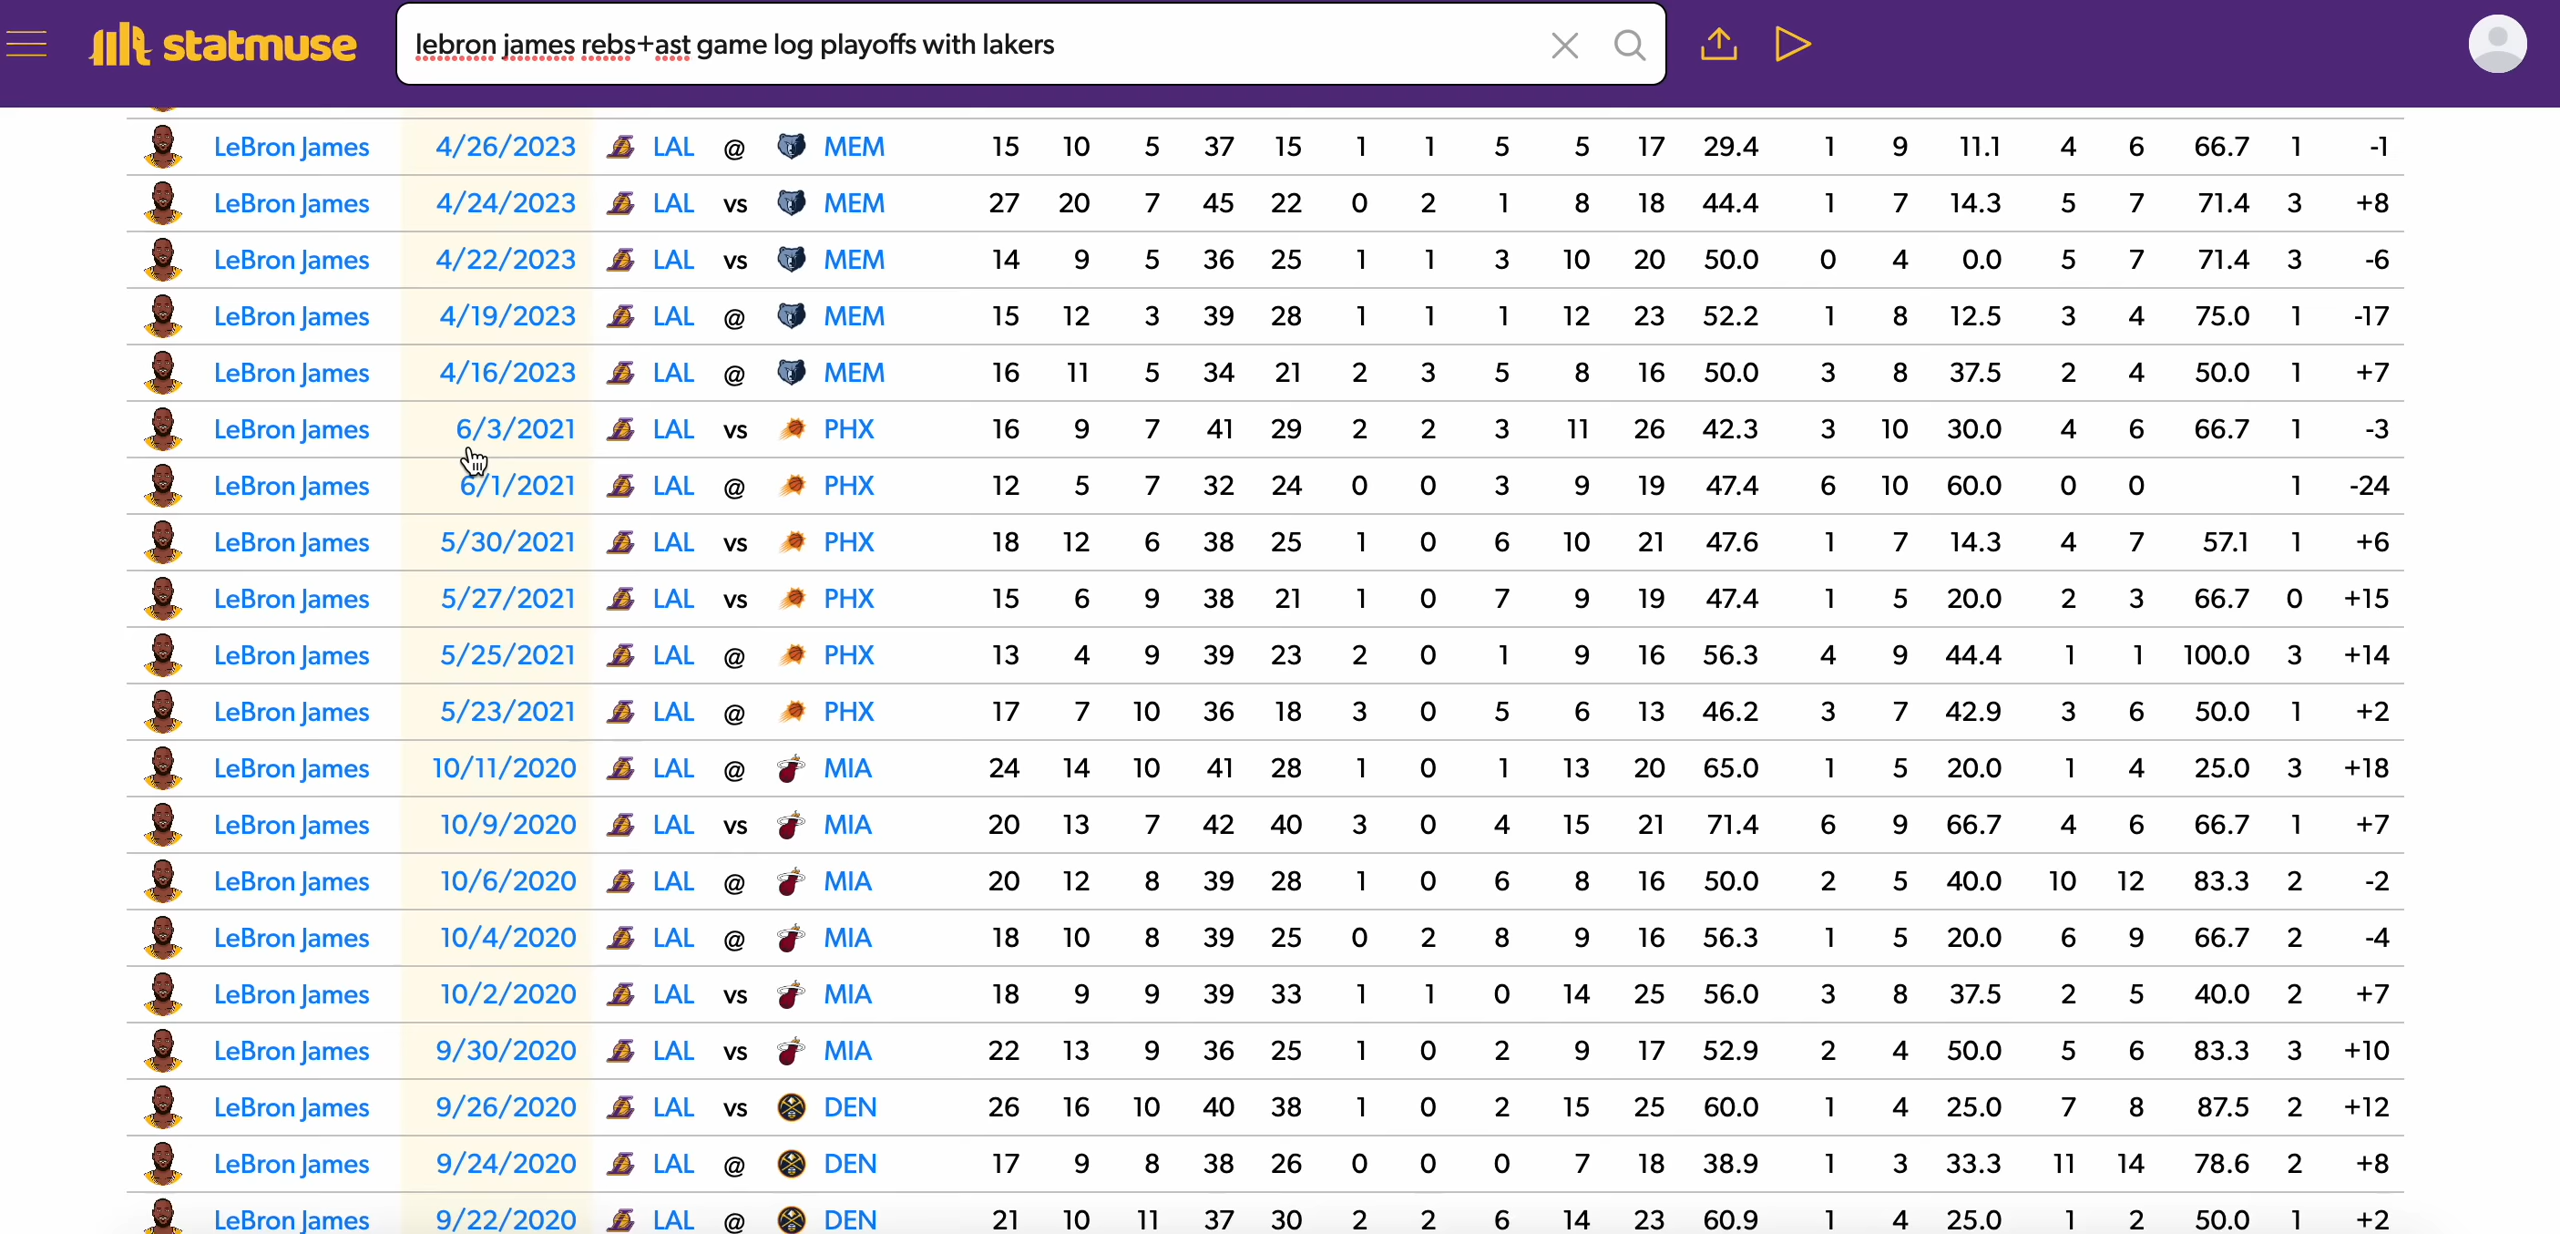 statmuse
lebron james rebs+ast game log playoffs with lakers
LeBron James 4/26/2023 LAL @ MEM 15 10 5 37 15 1 1 5 5 17 29.4 1 9 11.1 4 6 66.7 1 -1
LeBron James 4/24/2023 LAL vs MEM 27 20 7 45 22 0 2 1 8 18 44.4 1 7 14.3 5 7 71.4 3 +8
LeBron James 4/22/2023 LAL vs MEM 14 9 5 36 25 1 1 3 10 20 50.0 0 4 0.0 5 7 71.4 3 -6
LeBron James 4/19/2023 LAL @ MEM 15 12 3 39 28 1 1 1 12 23 52.2 1 8 12.5 3 4 75.0 1 -17
LeBron James 4/16/2023 LAL @ MEM 16 11 5 34 21 2 3 5 8 16 50.0 3 8 37.5 2 4 50.0 1 +7
LeBron James 6/3/2021 LAL vs PHX 16 9 7 41 29 2 2 3 11 26 42.3 3 10 30.0 4 6 66.7 1 -3
LeBron James 6/1/2021 LAL @ PHX 12 5 7 32 24 0 0 3 9 19 47.4 6 10 60.0 0 0 1 -24
LeBron James 5/30/2021 LAL vs PHX 18 12 6 38 25 1 0 6 10 21 47.6 1 7 14.3 4 7 57.1 1 +6
LeBron James 5/27/2021 LAL vs PHX 15 6 9 38 21 1 0 7 9 19 47.4 1 5 20.0 2 3 66.7 0 +15
LeBron James 5/25/2021 LAL @ PHX 13 4 9 39 23 2 0 1 9 16 56.3 4 9 44.4 1 1 100.0 3 +14
LeBron James 5/23/2021 LAL @ PHX 17 7 10 36 18 3 0 5 6 13 46.2 3 7 42.9 3 6 50.0 1 +2
LeBron James 10/11/2020 LAL @ MIA 24 14 10 41 28 1 0 1 13 20 65.0 1 5 20.0 1 4 25.0 3 +18
LeBron James 10/9/2020 LAL vs MIA 20 13 7 42 40 3 0 4 15 21 71.4 6 9 66.7 4 6 66.7 1 +7
LeBron James 10/6/2020 LAL @ MIA 20 12 8 39 28 1 0 6 8 16 50.0 2 5 40.0 10 12 83.3 2 -2
LeBron James 10/4/2020 LAL @ MIA 18 10 8 39 25 0 2 8 9 16 56.3 1 5 20.0 6 9 66.7 2 -4
LeBron James 10/2/2020 LAL vs MIA 18 9 9 39 33 1 1 0 14 25 56.0 3 8 37.5 2 5 40.0 2 +7
LeBron James 9/30/2020 LAL vs MIA 22 13 9 36 25 1 0 2 9 17 52.9 2 4 50.0 5 6 83.3 3 +10
LeBron James 9/26/2020 LAL vs DEN 26 16 10 40 38 1 0 2 15 25 60.0 1 4 25.0 7 8 87.5 2 +12
LeBron James 9/24/2020 LAL @ DEN 17 9 8 38 26 0 0 0 7 18 38.9 1 3 33.3 11 14 78.6 2 +8
LeBron James 9/22/2020 LAL @ DEN 21 10 11 37 30 2 2 6 14 23 60.9 1 4 25.0 1 2 50.0 1 +2